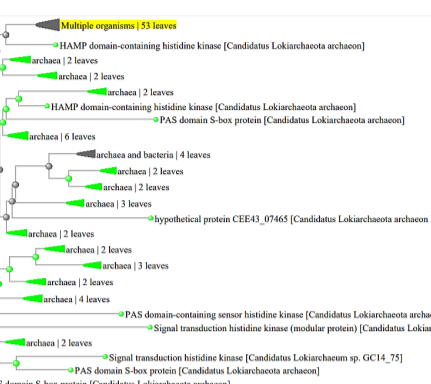 Multiple organisms | 53 leaves
HAMP domain-containing histidine kinase [Candidatus Lokiarchaeota archaeon]
archaea | 2 leaves
archaea | 2 leaves
archaea | 2 leaves
HAMP domain-containing histidine kinase [Candidatus Lokiarchaeota archaeon]
PAS domain S-box protein [Candidatus Lokiarchaeota archaeon]
archaea | 6 leaves
archaea and bacteria | 4 leaves
archaea | 2 leaves
archaea | 2 leaves
archaea | 3 leaves
hypothetical protein CEE43_07465 [Candidatus Lokiarchaeota archaeon
archaea | 2 leaves
archaea | 2 leaves
archaea | 3 leaves
archaea | 2 leaves
archaea | 4 leaves
PAS domain-containing sensor histidine kinase [Candidatus Lokiarchaeota archae
Signal transduction histidine kinase (modular protein) [Candidatus Lokiar
archaea | 2 leaves
Signal transduction histidine kinase [Candidatus Lokiarchaeum sp. GC14_75]
PAS domain S-box protein [Candidatus Lokiarchaeota archaeon]